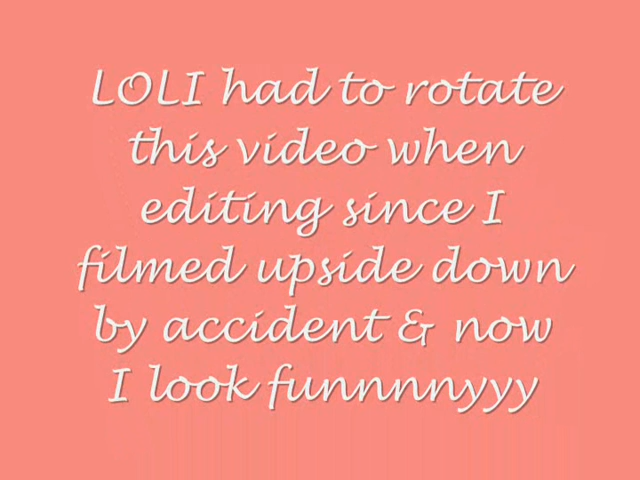 LOLI had to rotate
this video when
editing since I
filmed upside down
by accident & now
I look funnnnyyy